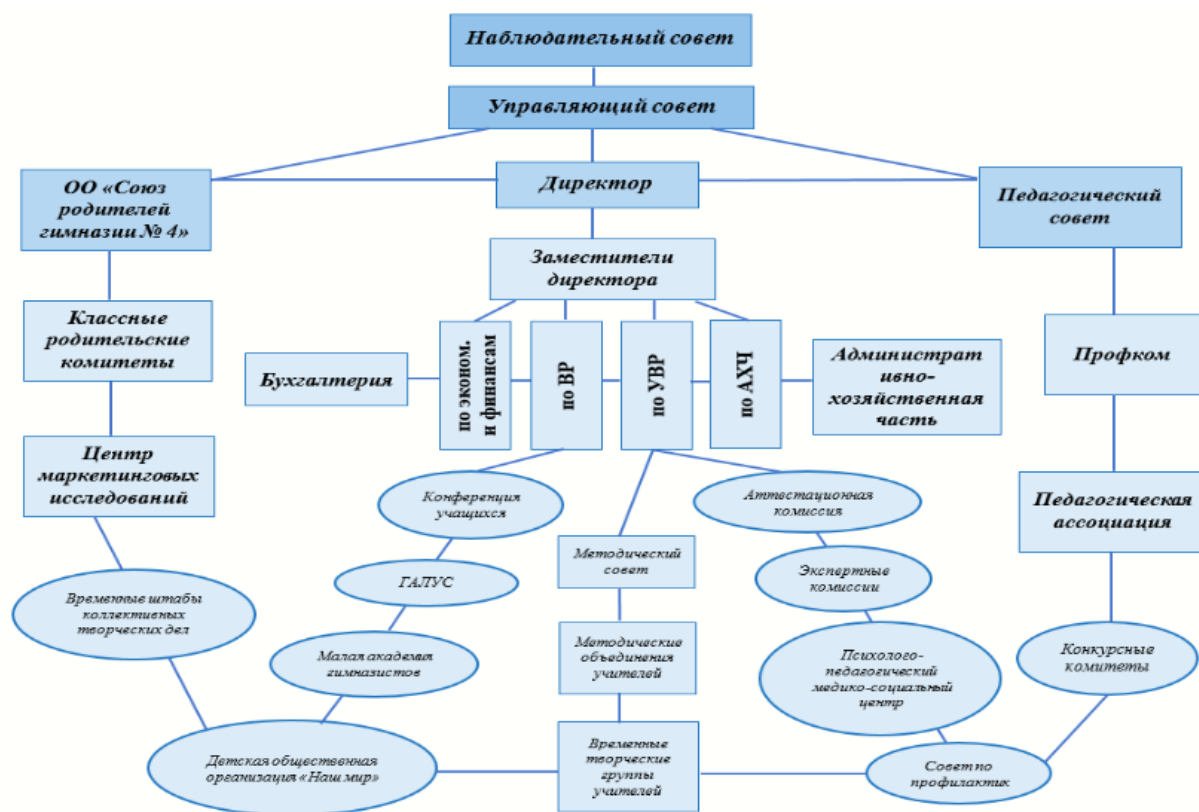 Наблюдательный совет
Управляющий совет
ОО «Союз
родителей
гимназии № 4»
Директор
Педагогический
совет
Заместители
директора
Классные
родительские
комитеты
Бухгалтерия
по эконом.
и финансам
по ВР
по УВР
по АХЧ
Административ
ивно-
хозяйственная
часть
Профком
Центр
маркетинговых
исследований
Конференция
учащихся
Аттестационная
комиссия
Педагогическая
ассоциация
Методический
совет
Экспертные
комиссии
ГАЛУС
Временные штабы
коллективных
творческих дел
Малая академия
гимназистов
Методические
объединения
учителей
Психолого-
педагогический
медико-социальный
центр
Конкурсные
комитеты
Детская общественная
организация «Наш мир»
Временные
творческие
группы
учителей
Совет по
профилактик